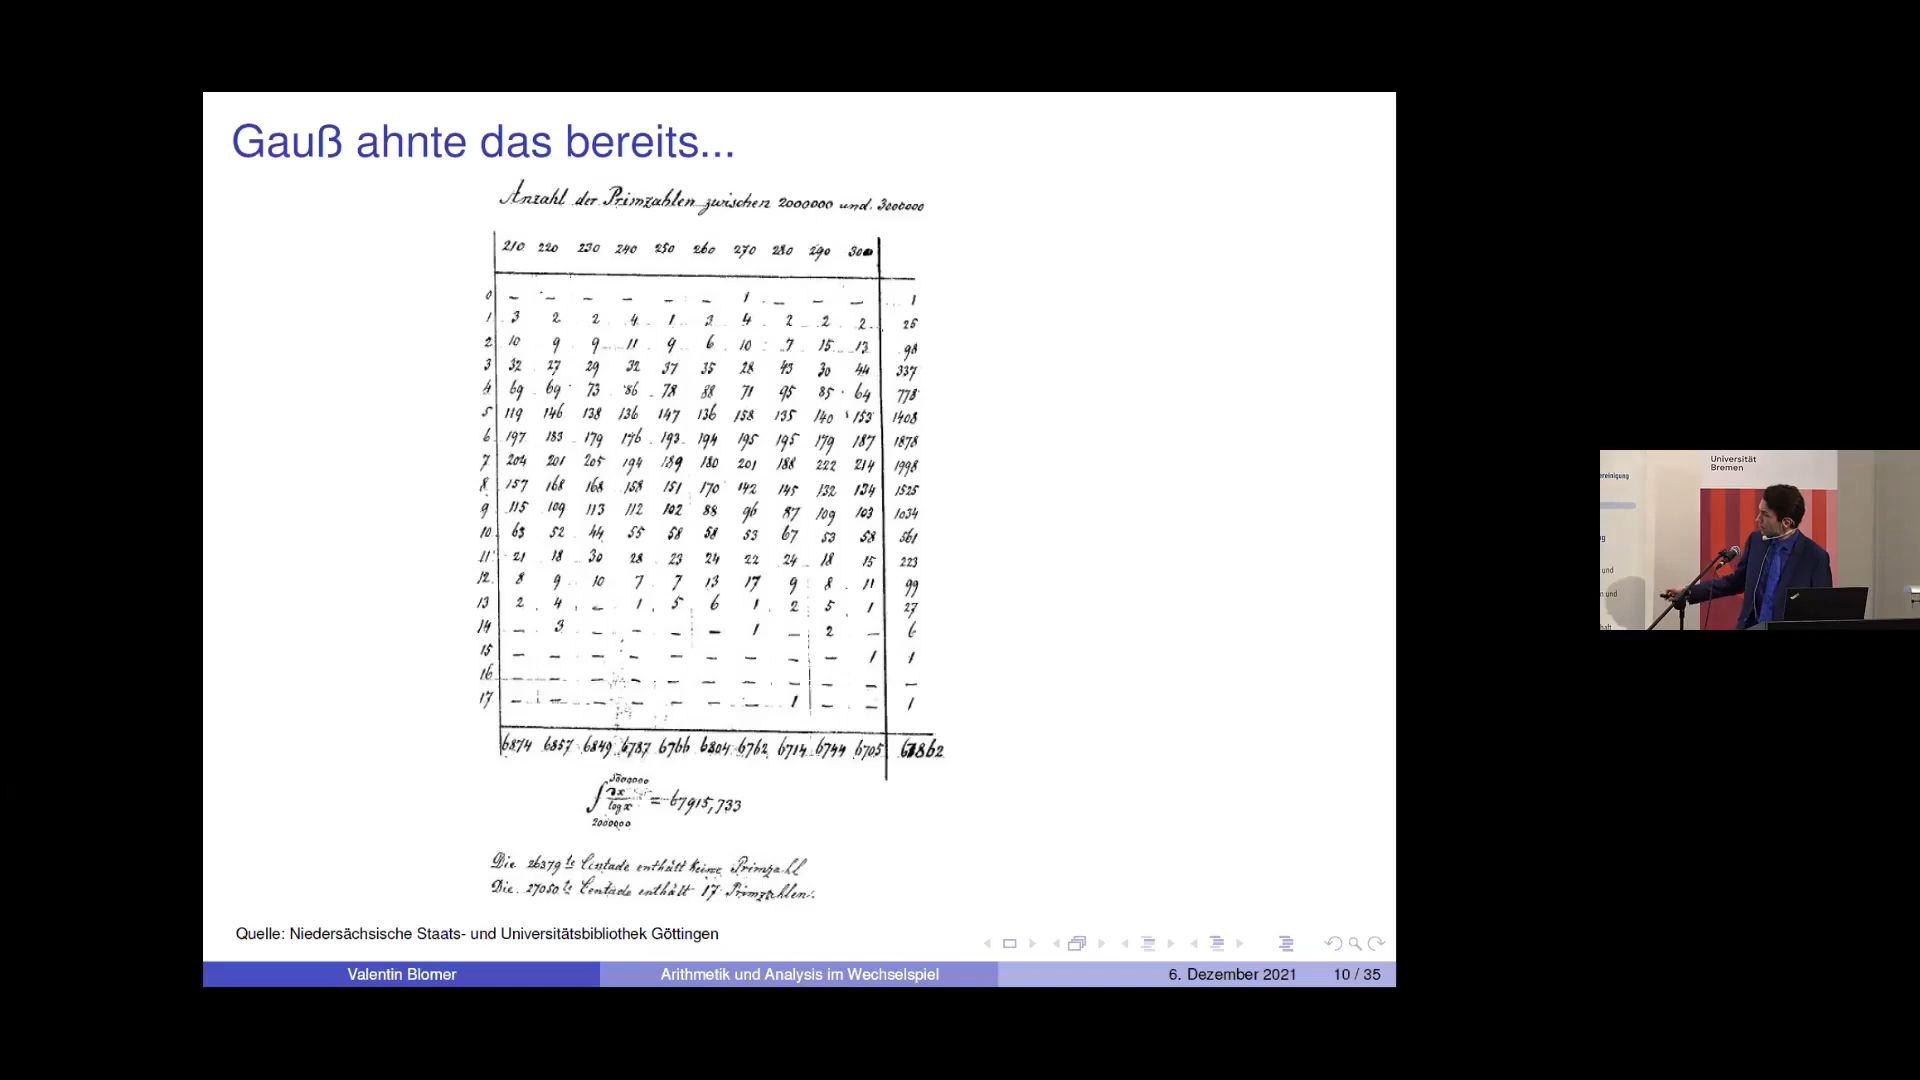 Gauß ahnte das bereits...
Anzahl der Primzahlen zwischen 2000000 und. 3000000
210 220 230 240 250 260 270 280 290 300
0 – – – – – – 1 – – – 1
1 3 2 2 4 1 3 4 2 2 2 25
2 10 9 9 11 9 6 10 7 15 13 98
3 32 27 29 32 37 35 28 43 30 44 337
4 69 69 73 86 78 88 71 95 85 64 778
5 119 146 138 136 147 136 158 135 140 153 1408
6 197 183 179 176 193 194 195 195 179 187 1878
7 204 201 205 194 189 180 201 188 222 214 1998
8 157 168 168 158 151 170 142 145 132 134 1525
9 115 109 113 112 102 88 96 87 109 103 1034
10 63 52 44 55 58 58 53 67 53 58 561
11 21 18 30 28 23 24 22 24 18 15 223
12 8 9 10 7 7 13 17 9 8 11 99
13 2 4 – 1 5 6 1 2 5 1 27
14 – 3 – – – – 1 – 2 – 6
15 – – – – – – – – – 1 1
16 – – – – – – – – – – –
17 – – – – – – – 1 – – 1
6874 6857 6849 6787 6766 6804 6762 6714 6744 6705 67862
3000000
∫ ∂x/log x = 67915,733
2000000
Die 26379te Centade enthält keine Primzahl
Die 27050te Centade enthält 17 Primzahlen.
Quelle: Niedersächsische Staats- und Universitätsbibliothek Göttingen
Valentin Blomer Arithmetik und Analysis im Wechselspiel 6. Dezember 2021 10 / 35
Universität
Bremen
ereinigung
und
n und